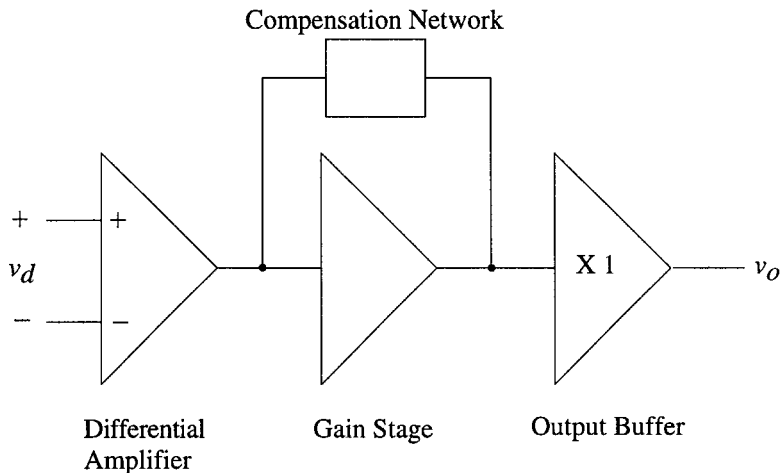 Compensation Network
+
+
v_d
X 1
v_o
−
−
Differential
Amplifier
Gain Stage
Output Buffer